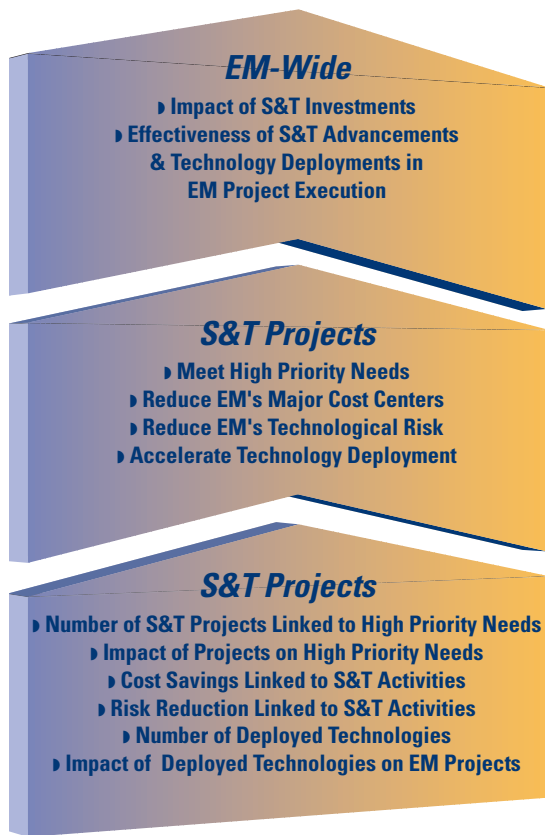 EM-Wide
◗ Impact of S&T Investments
◗ Effectiveness of S&T Advancements
& Technology Deployments in
EM Project Execution
S&T Projects
◗ Meet High Priority Needs
◗ Reduce EM's Major Cost Centers
◗ Reduce EM's Technological Risk
◗ Accelerate Technology Deployment
S&T Projects
◗ Number of S&T Projects Linked to High Priority Needs
◗ Impact of Projects on High Priority Needs
◗ Cost Savings Linked to S&T Activities
◗ Risk Reduction Linked to S&T Activities
◗ Number of Deployed Technologies
◗ Impact of Deployed Technologies on EM Projects